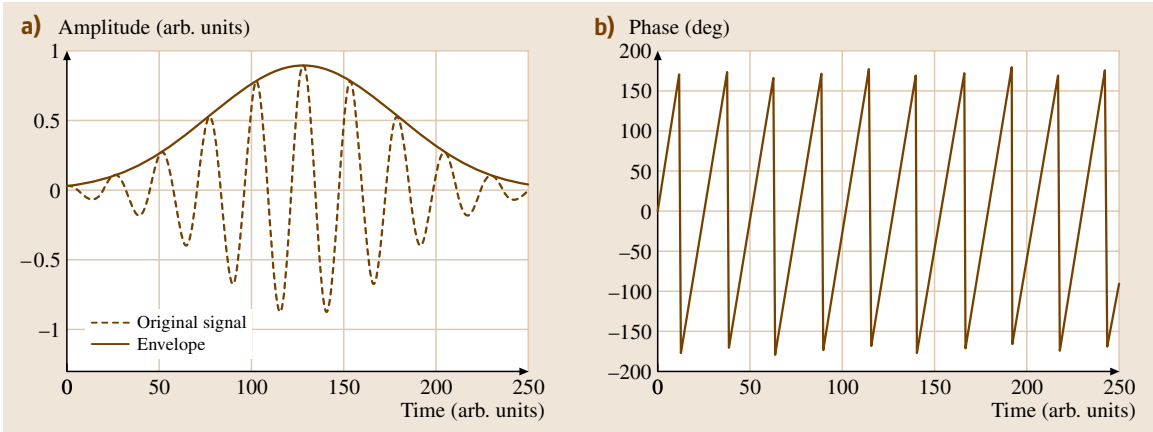 a) Amplitude (arb. units)
1
0.5
0
–0.5
–1
Original signal
Envelope
0 50 100 150 200 250
Time (arb. units)
b) Phase (deg)
200
150
100
50
0
–50
–100
–150
–200
0 50 100 150 200 250
Time (arb. units)